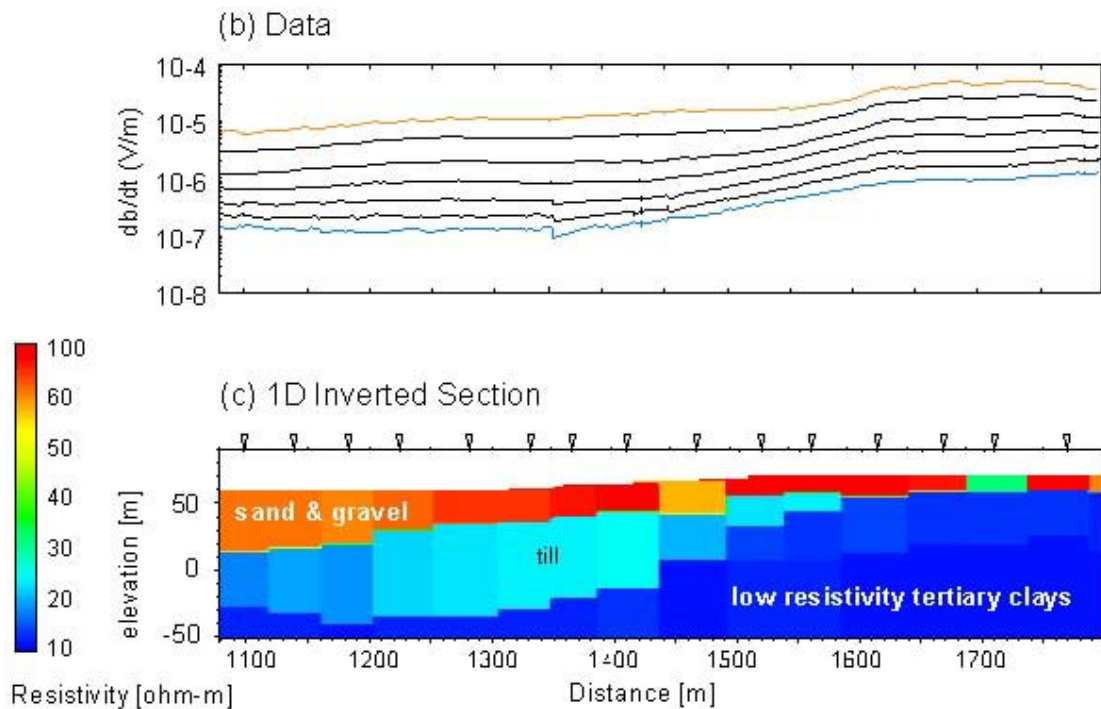 (b) Data
db/dt (V/m)
10-4
10-5
10-6
10-7
10-8
(c) 1D Inverted Section
100
60
50
40
30
20
10
Resistivity [ohm-m]
elevation [m]
50
0
-50
sand & gravel
till
low resistivity tertiary clays
1100 1200 1300 1400 1500 1600 1700
Distance [m]